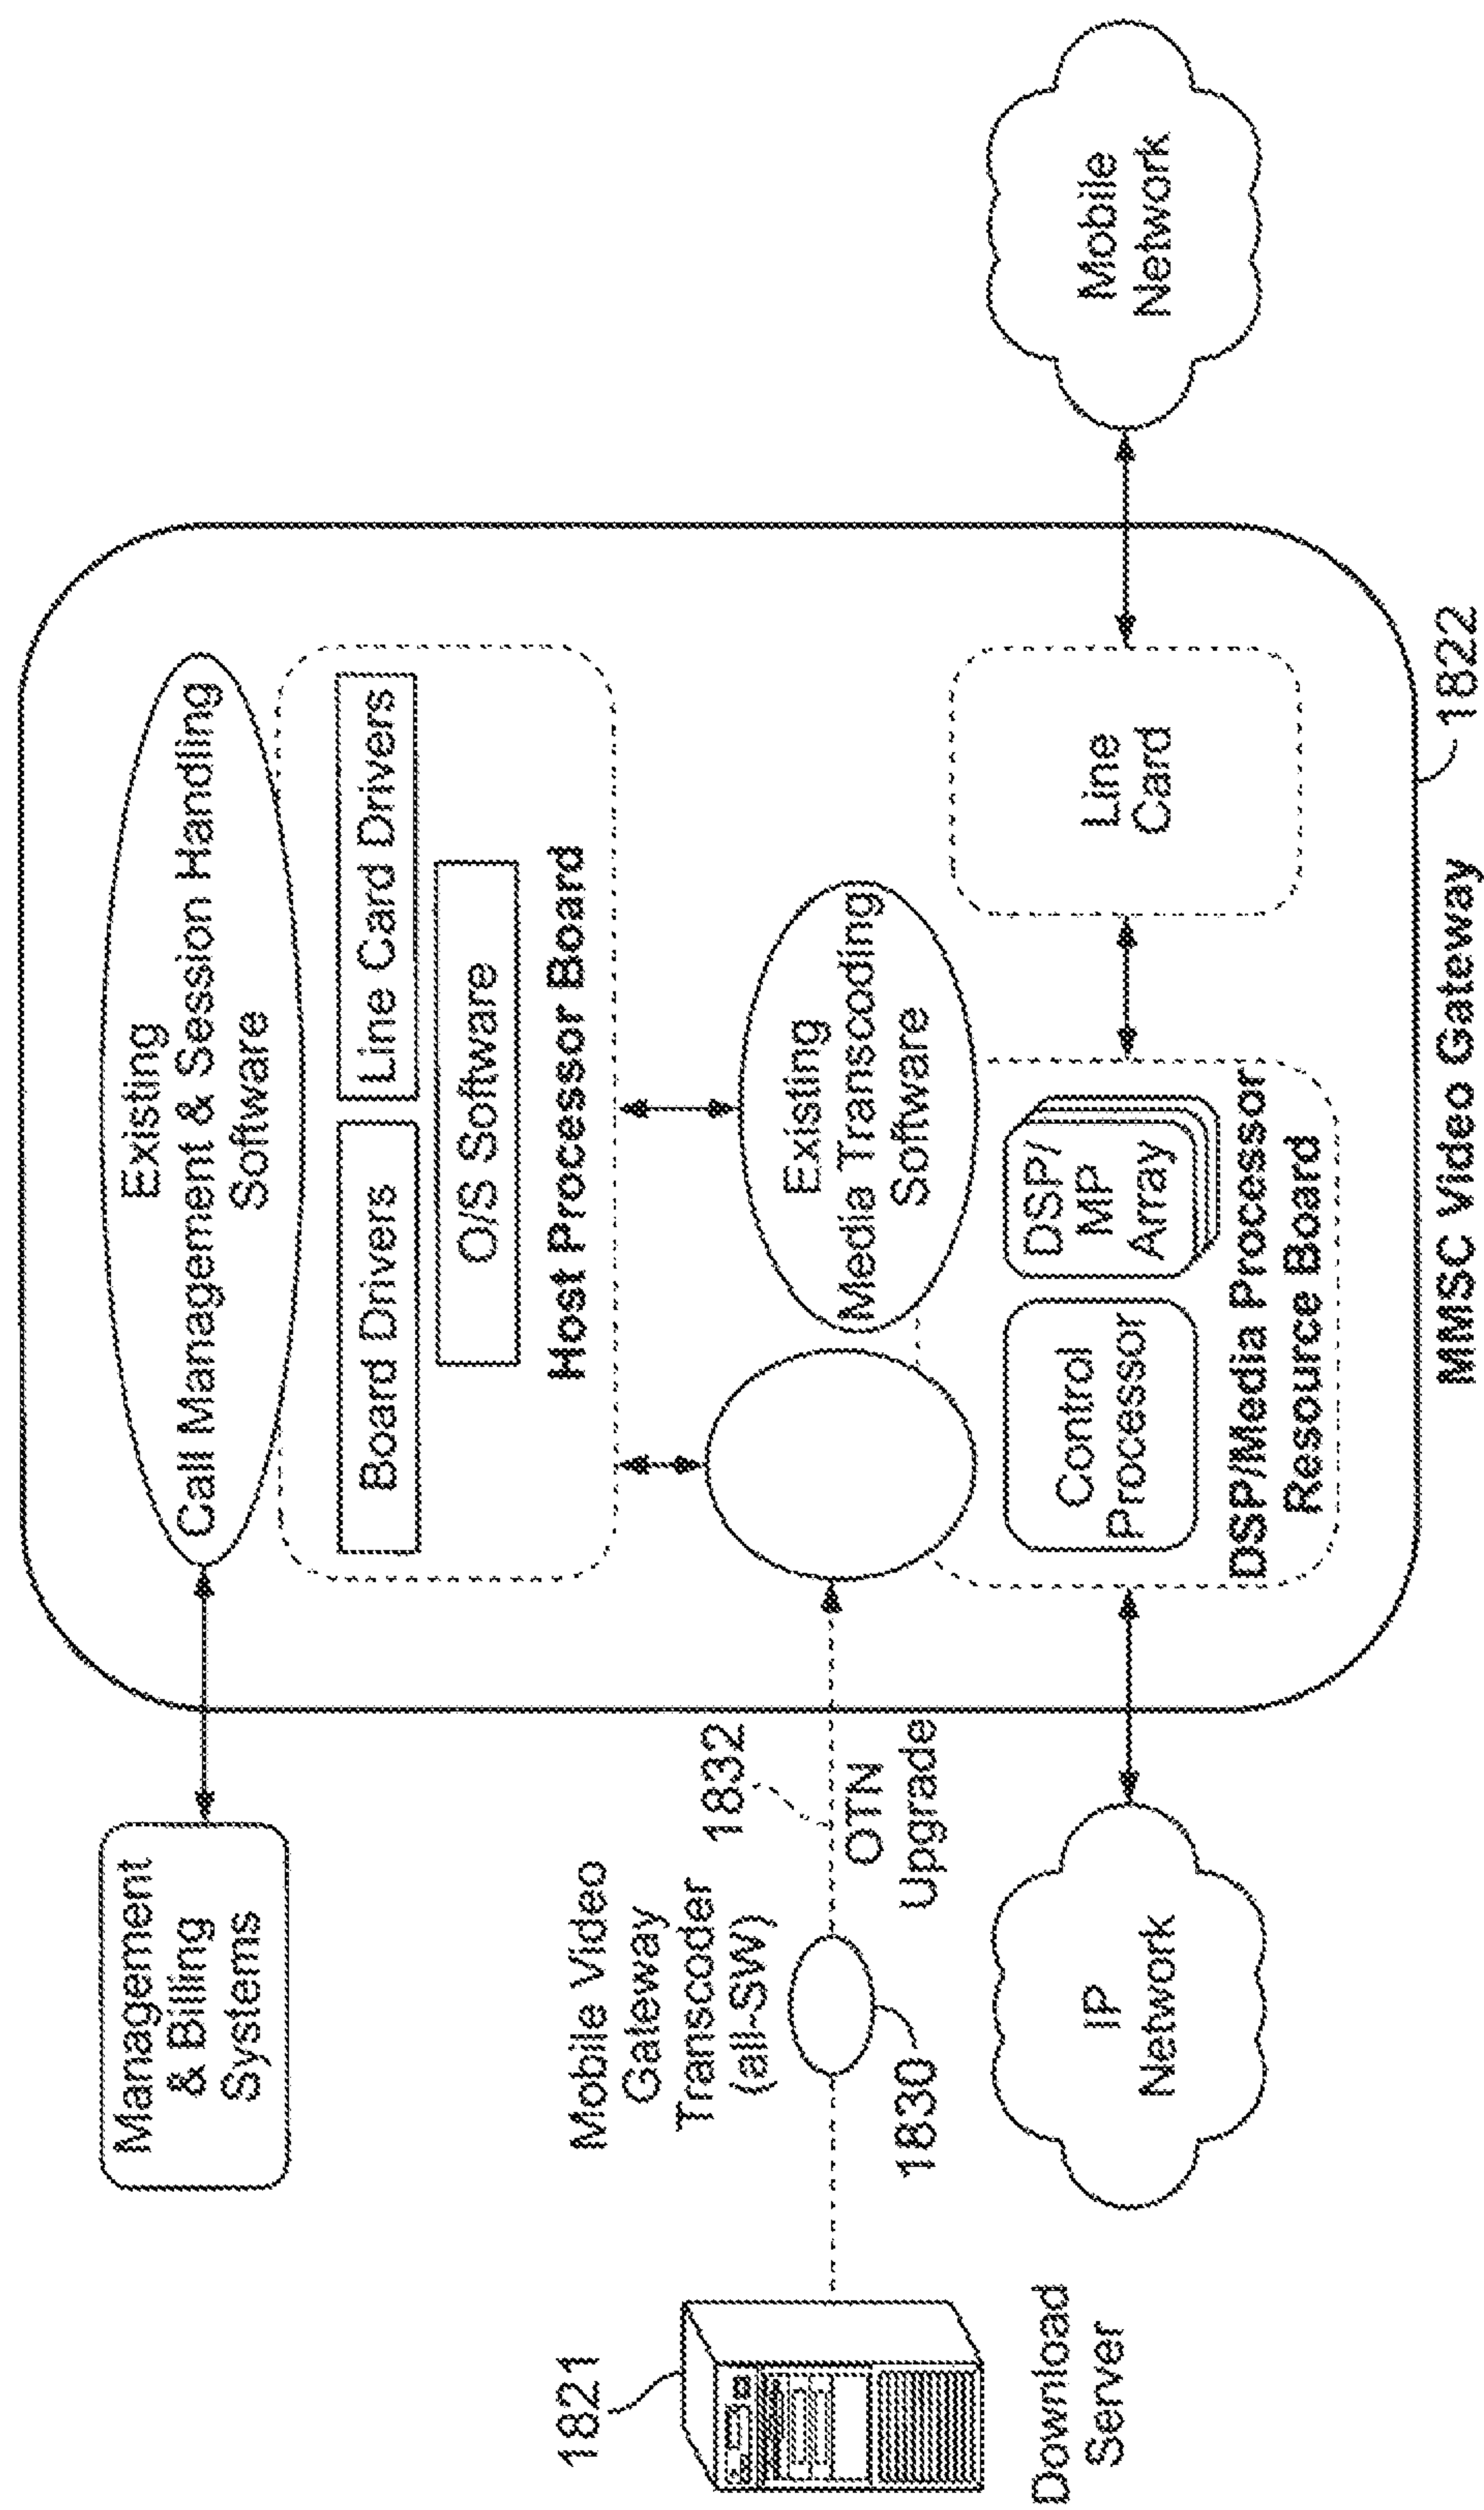 Management
& Billing
Systems
Existing
Call Management & Session Handling
Software
Board Drivers
Line Card Drivers
O/S Software
Host Processor Board
1821
Download
Server
Mobile Video
Gateway
Transcoder
(all-SW)
1830
1832
OTN
Upgrade
Existing
Media Transcoding
Software
IP
Network
Control
Processor
DSP/
MP
Array
DSP/Media Processor
Resource Board
Line
Card
Mobile
Network
MMSC Video Gateway
1822